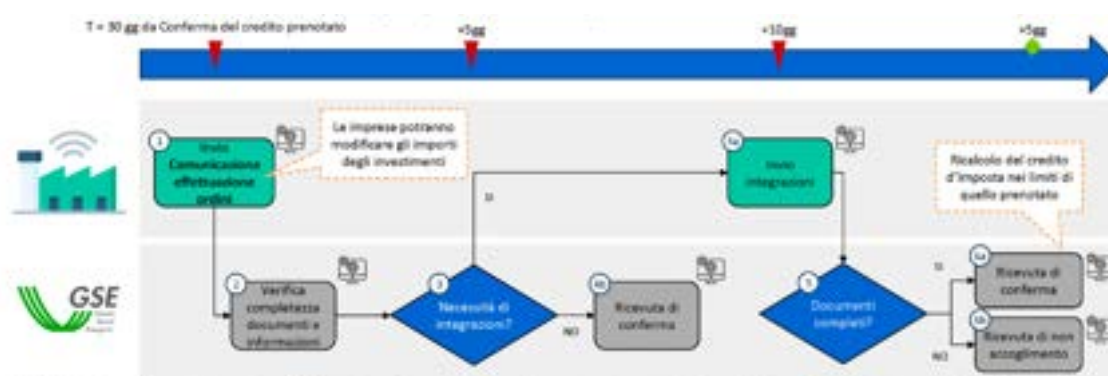 T = 30 gg da Conferma del credito prenotato
+5gg
+10gg
+5gg
1
Invio
Comunicazione
effettuazione
ordini
Le imprese potranno
modificare gli importi
degli investimenti
4a
Invio
integrazioni
Ricalcolo del credito
d'imposta nei limiti di
quello prenotato
SI
GSE
2
Verifica
completezza
documenti e
informazioni
3
Necessità di
integrazioni?
NO
4b
Ricevuta di
conferma
5
Documenti
completi?
SI
6a
Ricevuta di
conferma
NO
6b
Ricevuta di non
accoglimento